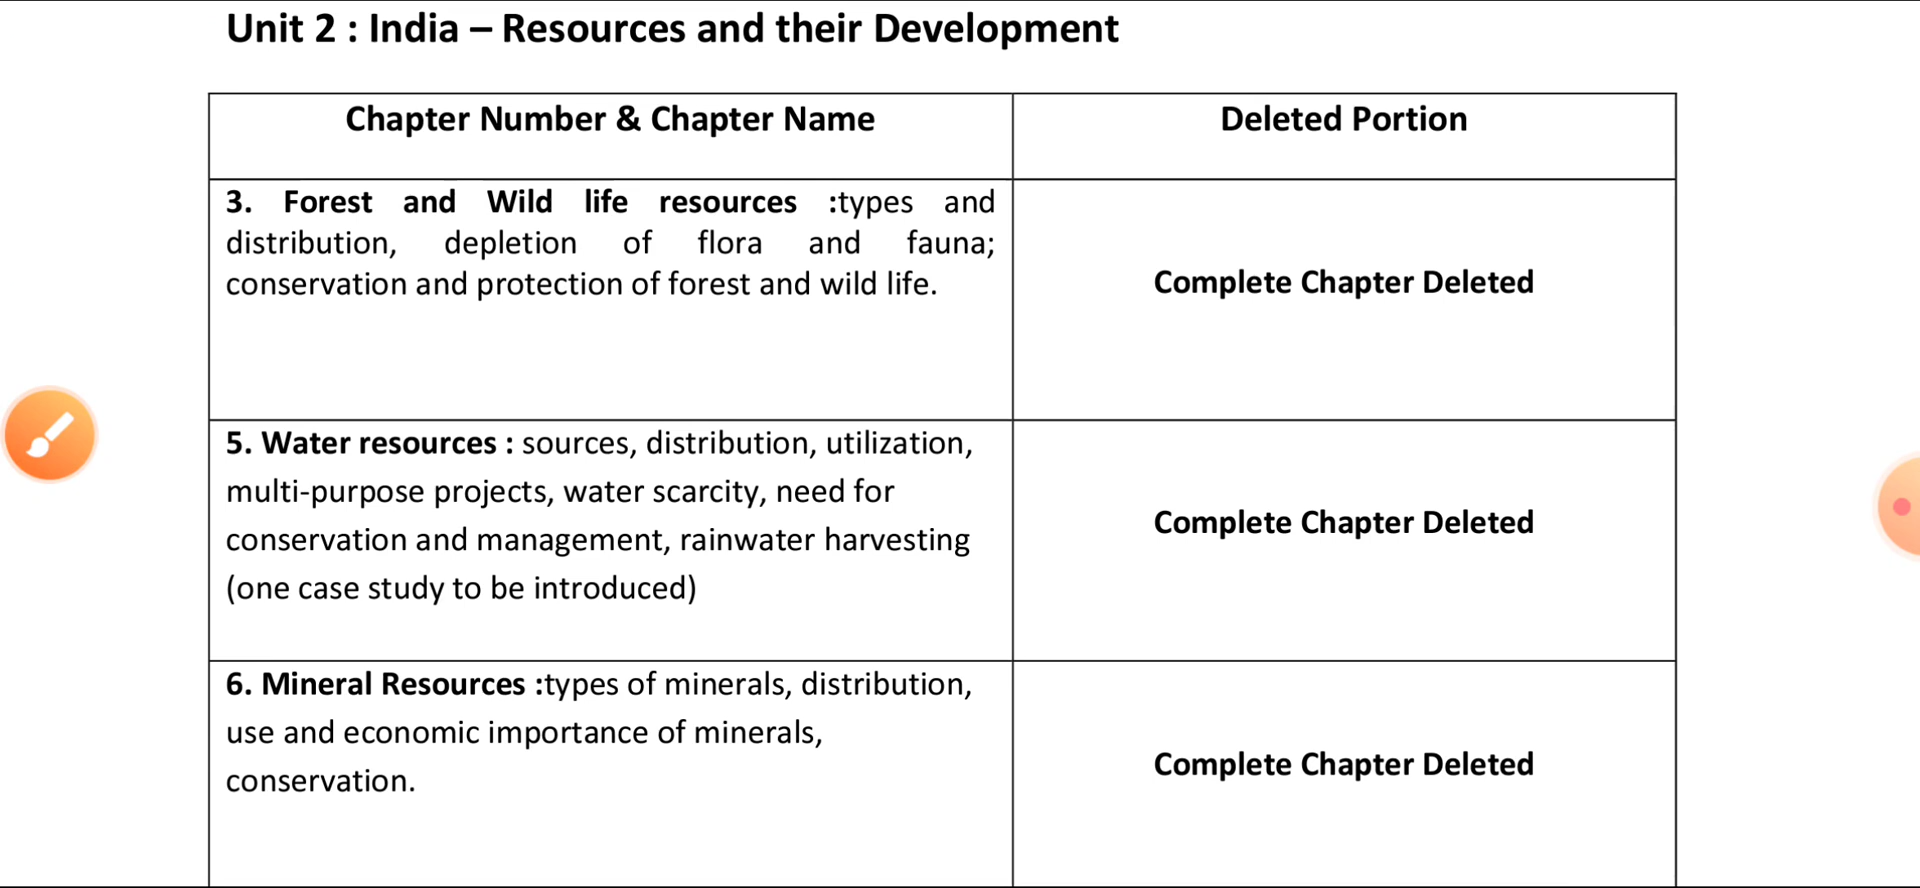 Unit 2 : India – Resources and their Development
Chapter Number & Chapter Name
Deleted Portion
3. Forest and Wild life resources :types and
distribution, depletion of flora and fauna;
conservation and protection of forest and wild life.
Complete Chapter Deleted
5. Water resources : sources, distribution, utilization,
multi-purpose projects, water scarcity, need for
conservation and management, rainwater harvesting
(one case study to be introduced)
Complete Chapter Deleted
6. Mineral Resources :types of minerals, distribution,
use and economic importance of minerals,
conservation.
Complete Chapter Deleted